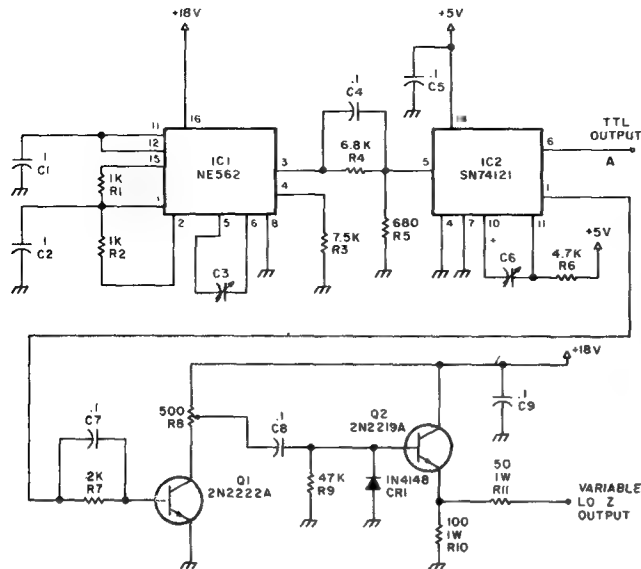 +18V
+5V
.1
C5
.1
C4
16
11
12
15
1
IC1
NE562
3
4
2
5
6
8
.1
C1
1K
R1
.1
C2
1K
R2
C3
7.5K
R3
6.8K
R4
680
R5
5
IC2
SN74121
6
1
4
7
10
11
TTL
OUTPUT
A
+
C6
4.7K
R6
+5V
+18V
.1
C9
500
R8
.1
C7
2K
R7
Q1
2N2222A
.1
C8
47K
R9
1N4148
CR1
Q2
2N2219A
50
1W
R11
100
1W
R10
VARIABLE
LO Z
OUTPUT